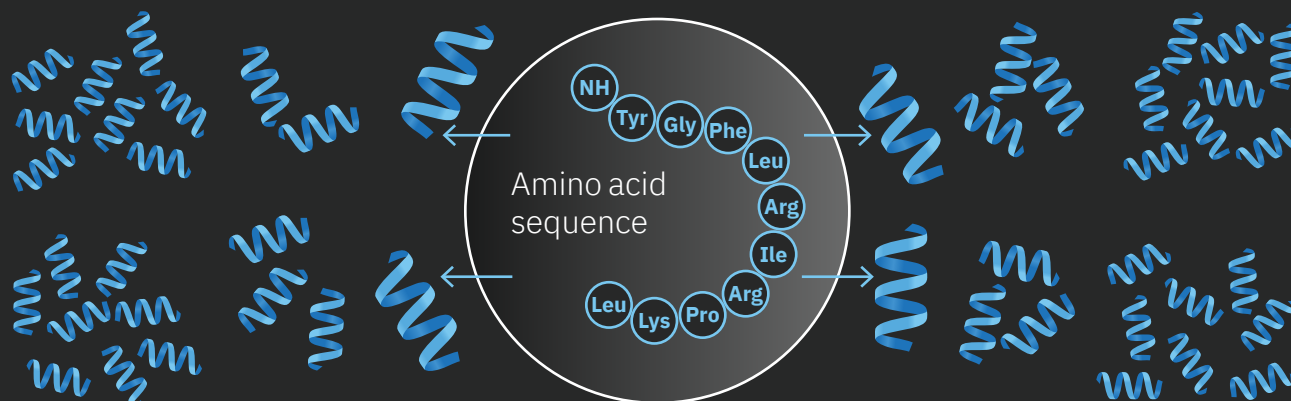 NH
Tyr
Gly
Phe
Leu
Arg
Ile
Arg
Pro
Lys
Leu
Amino acid
sequence